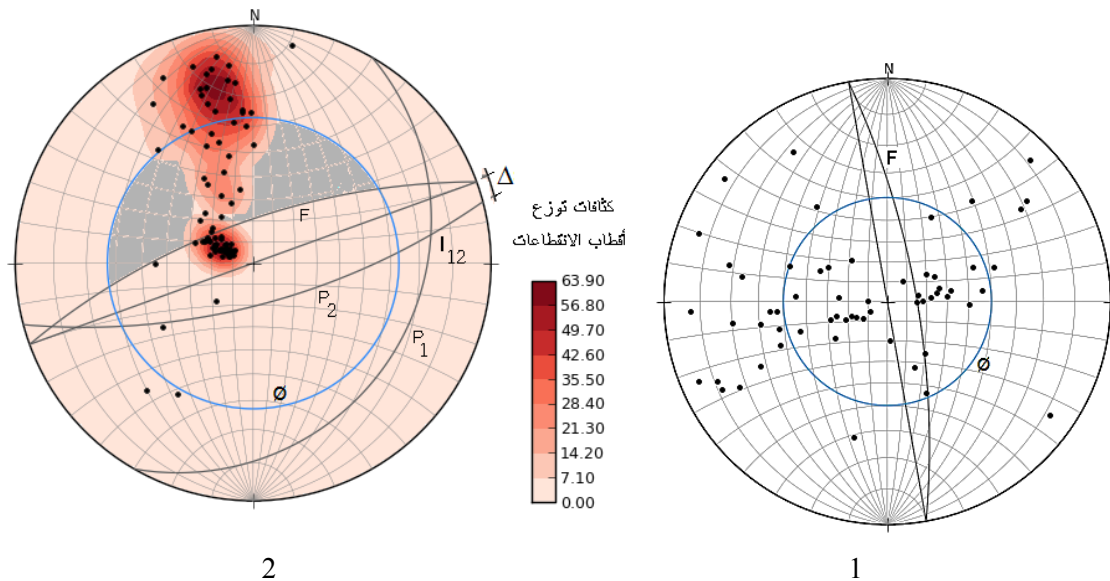 N
Δ
F
I12
P2
P1
Ø
كثافات توزع
أقطاب الانقطاعات
63.90
56.80
49.70
42.60
35.50
28.40
21.30
14.20
7.10
0.00
2
N
F
Ø
1